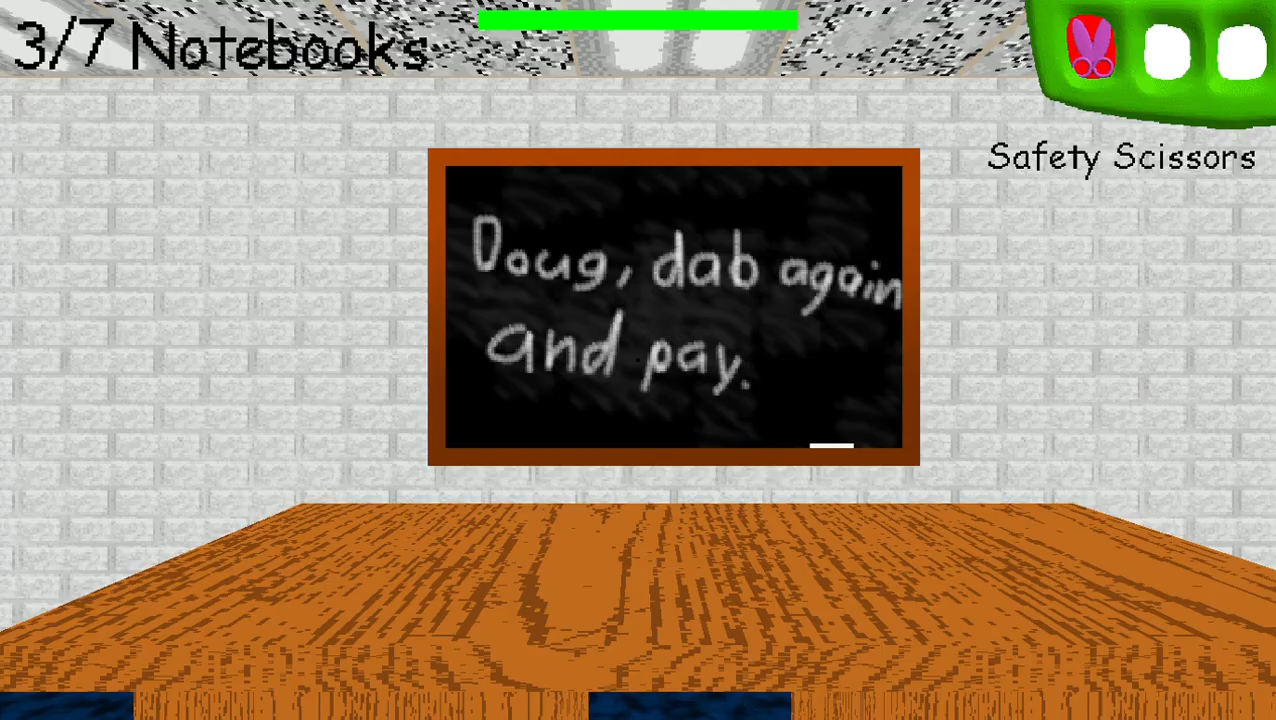 3/7 Notebooks
Safety Scissors
Doug, dab again
and pay.